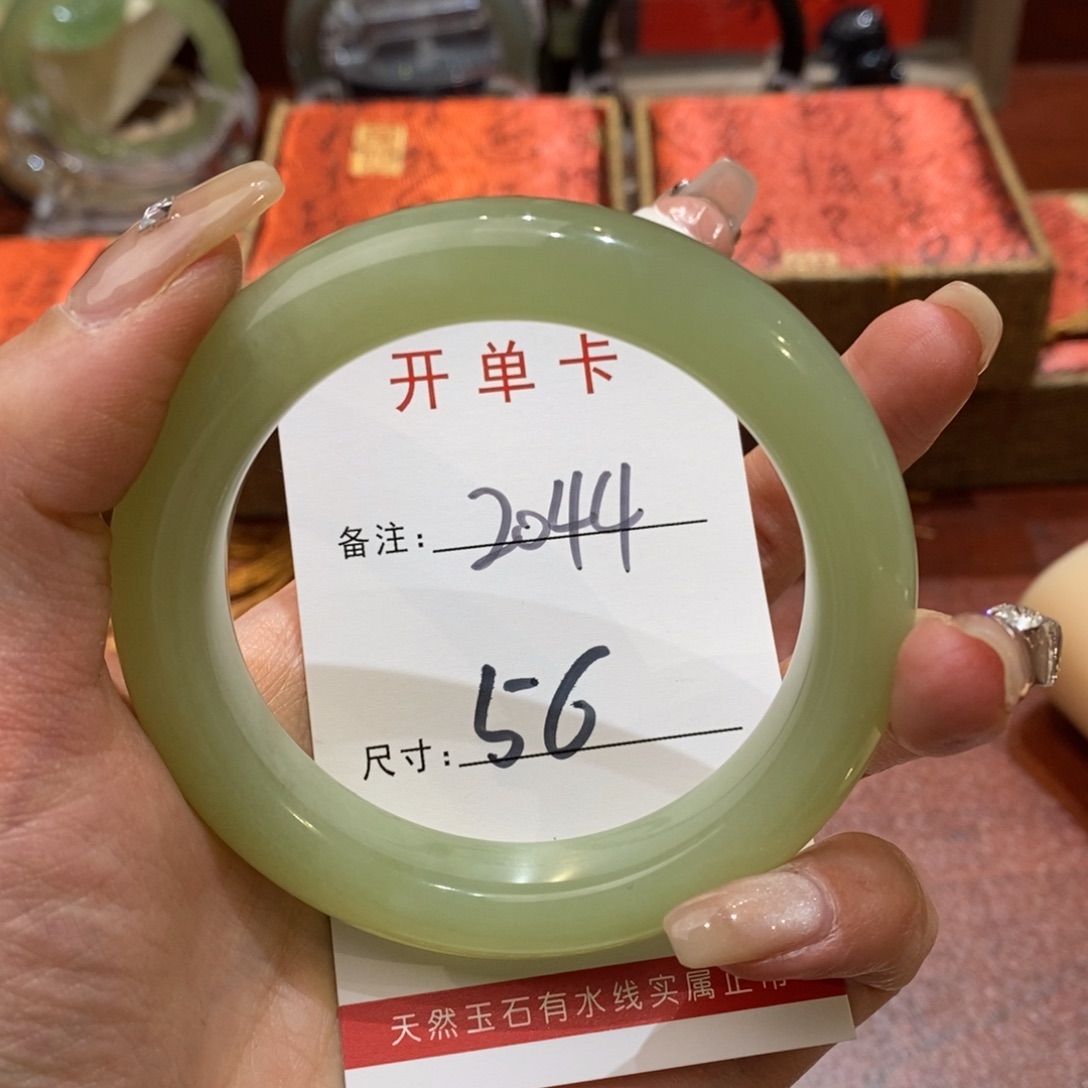 开单卡
备注: 2044
尺寸: 56
天然玉石有水线实属正常